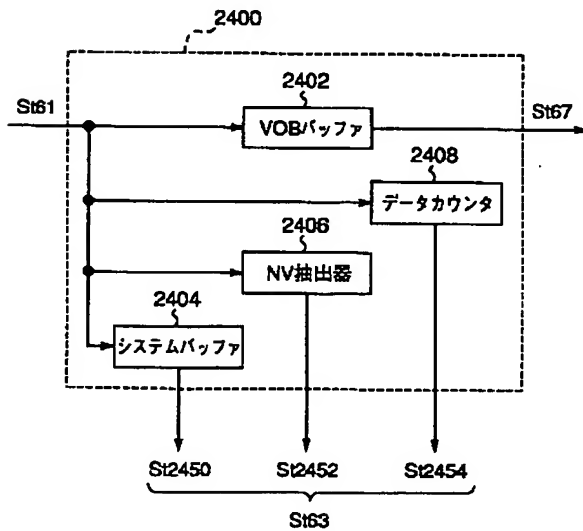 2400
St61
2402
VOBバッファ
St67
2408
データカウンタ
2406
NV抽出器
2404
システムバッファ
St2450
St2452
St2454
St63